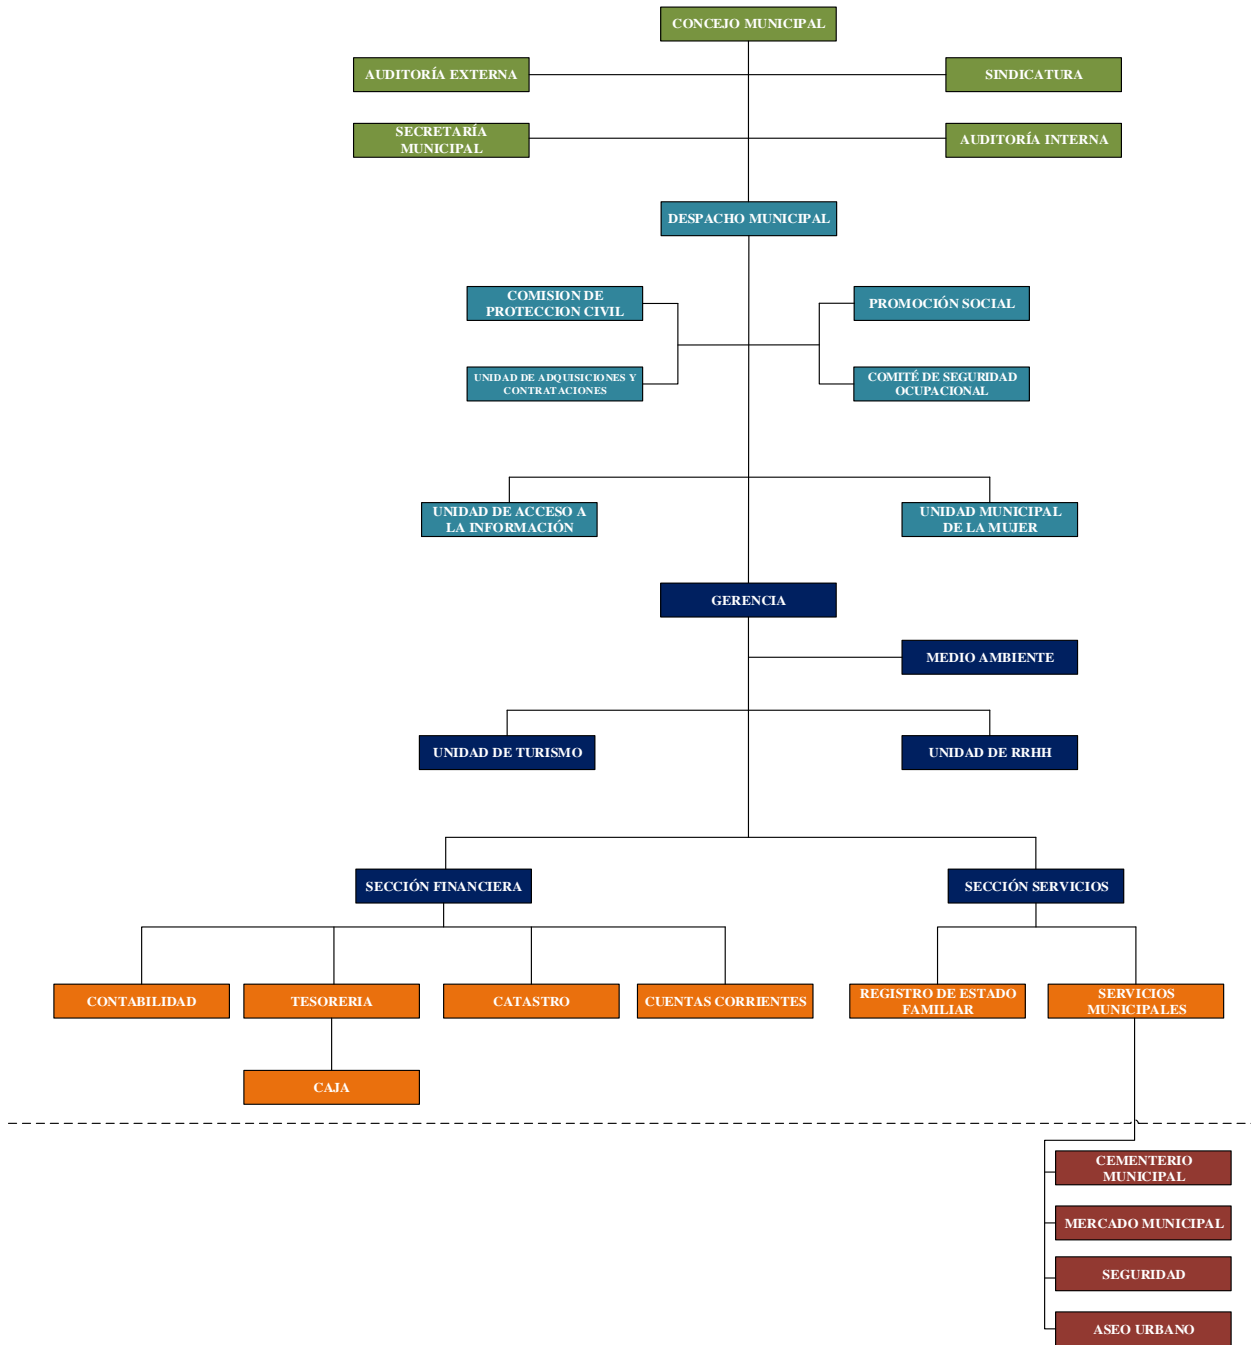 CONCEJO MUNICIPAL
AUDITORÍA EXTERNA
SINDICATURA
SECRETARÍA
MUNICIPAL
AUDITORÍA INTERNA
DESPACHO MUNICIPAL
COMISION DE
PROTECCION CIVIL
PROMOCIÓN SOCIAL
UNIDAD DE ADQUISICIONES Y
CONTRATACIONES
COMITÉ DE SEGURIDAD
OCUPACIONAL
UNIDAD DE ACCESO A
LA INFORMACIÓN
UNIDAD MUNICIPAL
DE LA MUJER
GERENCIA
MEDIO AMBIENTE
UNIDAD DE TURISMO
UNIDAD DE RRHH
SECCIÓN FINANCIERA
SECCIÓN SERVICIOS
CONTABILIDAD
TESORERIA
CATASTRO
CUENTAS CORRIENTES
REGISTRO DE ESTADO
FAMILIAR
SERVICIOS
MUNICIPALES
CAJA
CEMENTERIO
MUNICIPAL
MERCADO MUNICIPAL
SEGURIDAD
ASEO URBANO